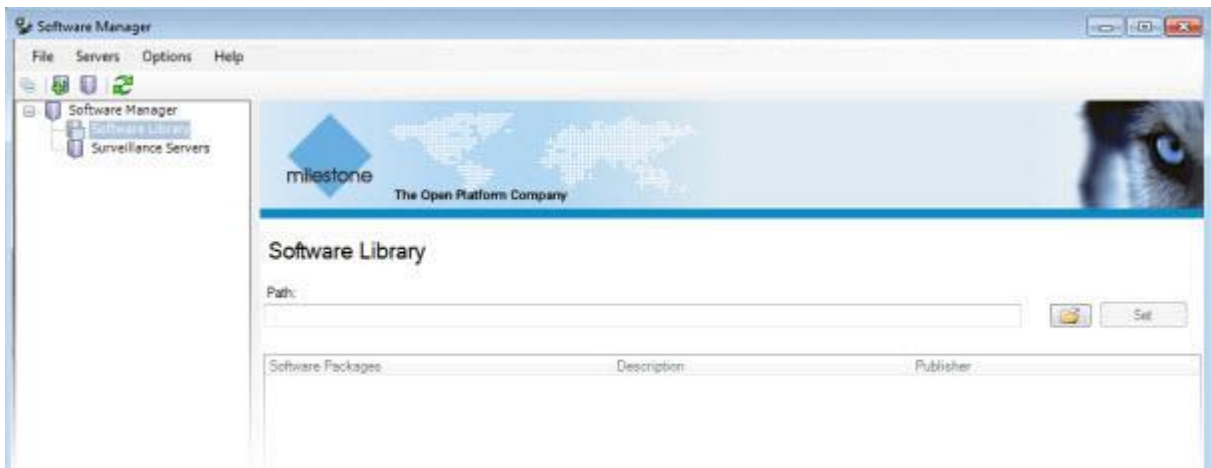 Software Manager
File Servers Options Help
Software Manager
Software Library
Surveillance Servers
milestone
The Open Platform Company
Software Library
Path:
Set
Software Packages Description Publisher